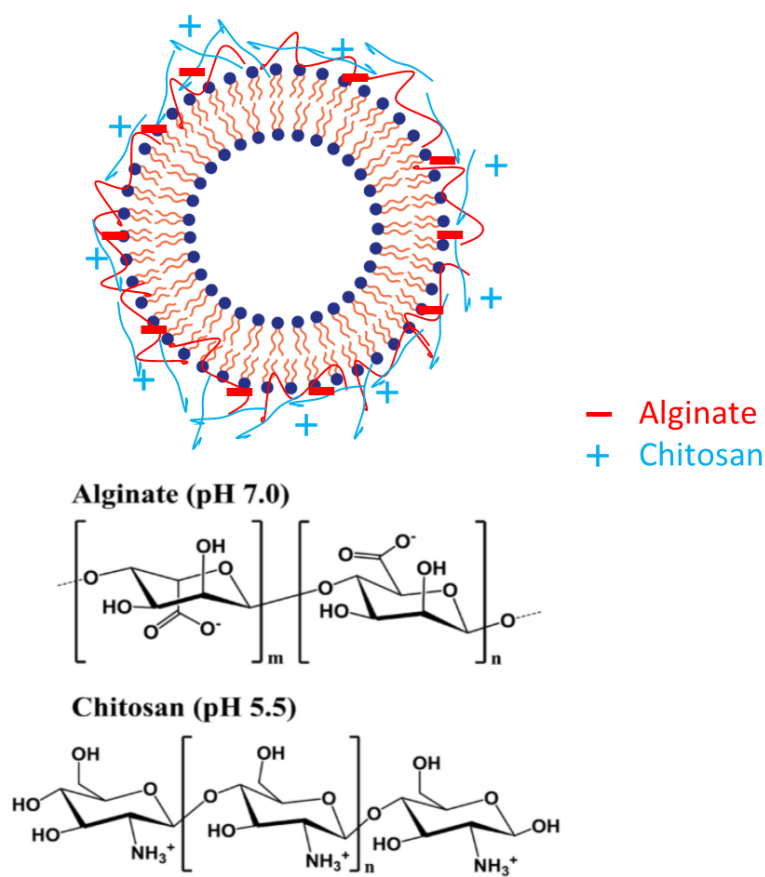 − Alginate
+ Chitosan
Alginate (pH 7.0)
OH O O⁻
O O OH
HO O O
O O⁻ HO O
m n
Chitosan (pH 5.5)
OH OH OH
HO O O O O O
HO HO HO OH
NH₃⁺ NH₃⁺ n NH₃⁺